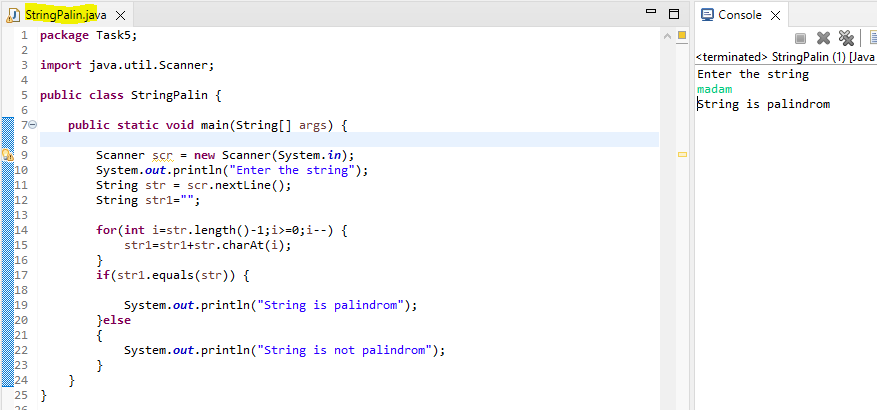 StringPalin.java
1 package Task5;
2
3 import java.util.Scanner;
4
5 public class StringPalin {
6
7 public static void main(String[] args) {
8
9 Scanner scr = new Scanner(System.in);
10 System.out.println("Enter the string");
11 String str = scr.nextLine();
12 String str1="";
13
14 for(int i=str.length()-1;i>=0;i--) {
15 str1=str1+str.charAt(i);
16 }
17 if(str1.equals(str)) {
18
19 System.out.println("String is palindrom");
20 }else
21 {
22 System.out.println("String is not palindrom");
23 }
24 }
25 }
26
Console
<terminated> StringPalin (1) [Java
Enter the string
madam
String is palindrom